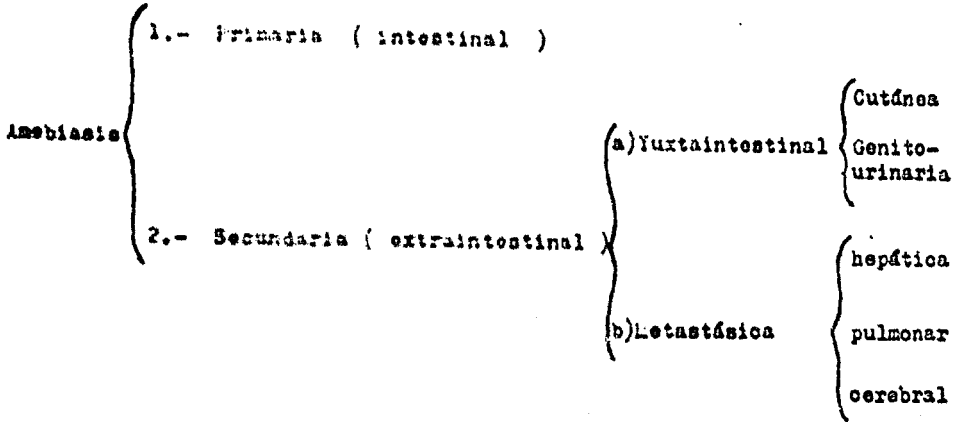 Amebiasis
1.- Primaria ( intestinal )
2.- Secundaria ( extraintestinal )
a)Yuxtaintestinal
Cutánea
Genito-
urinaria
b)Metastásica
hepática
pulmonar
cerebral